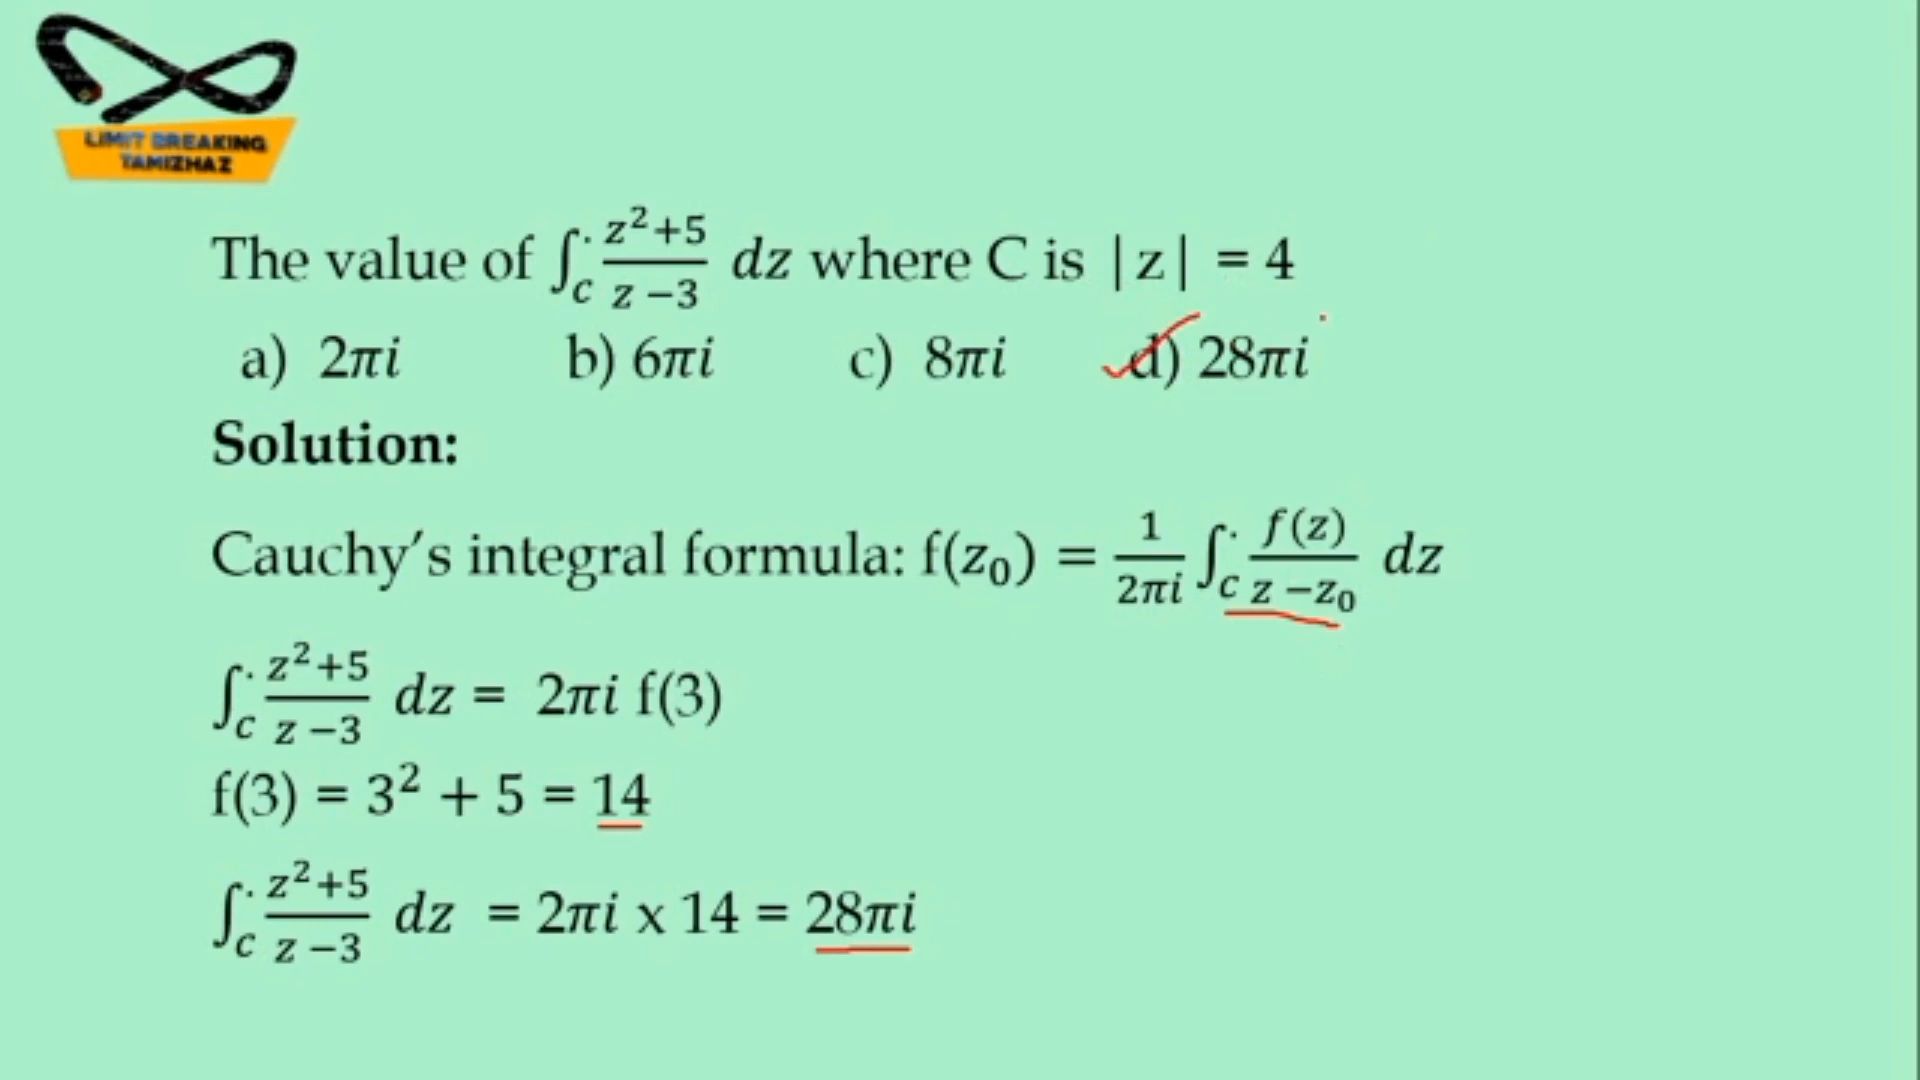 LIMIT BREAKING
TAMIZHAZ
The value of ∫_C (z²+5)/(z−3) dz where C is |z| = 4
a) 2πi b) 6πi c) 8πi d) 28πi
Solution:
Cauchy's integral formula: f(z₀) = 1/(2πi) ∫_C f(z)/(z−z₀) dz
∫_C (z²+5)/(z−3) dz = 2πi f(3)
f(3) = 3² + 5 = 14
∫_C (z²+5)/(z−3) dz = 2πi x 14 = 28πi